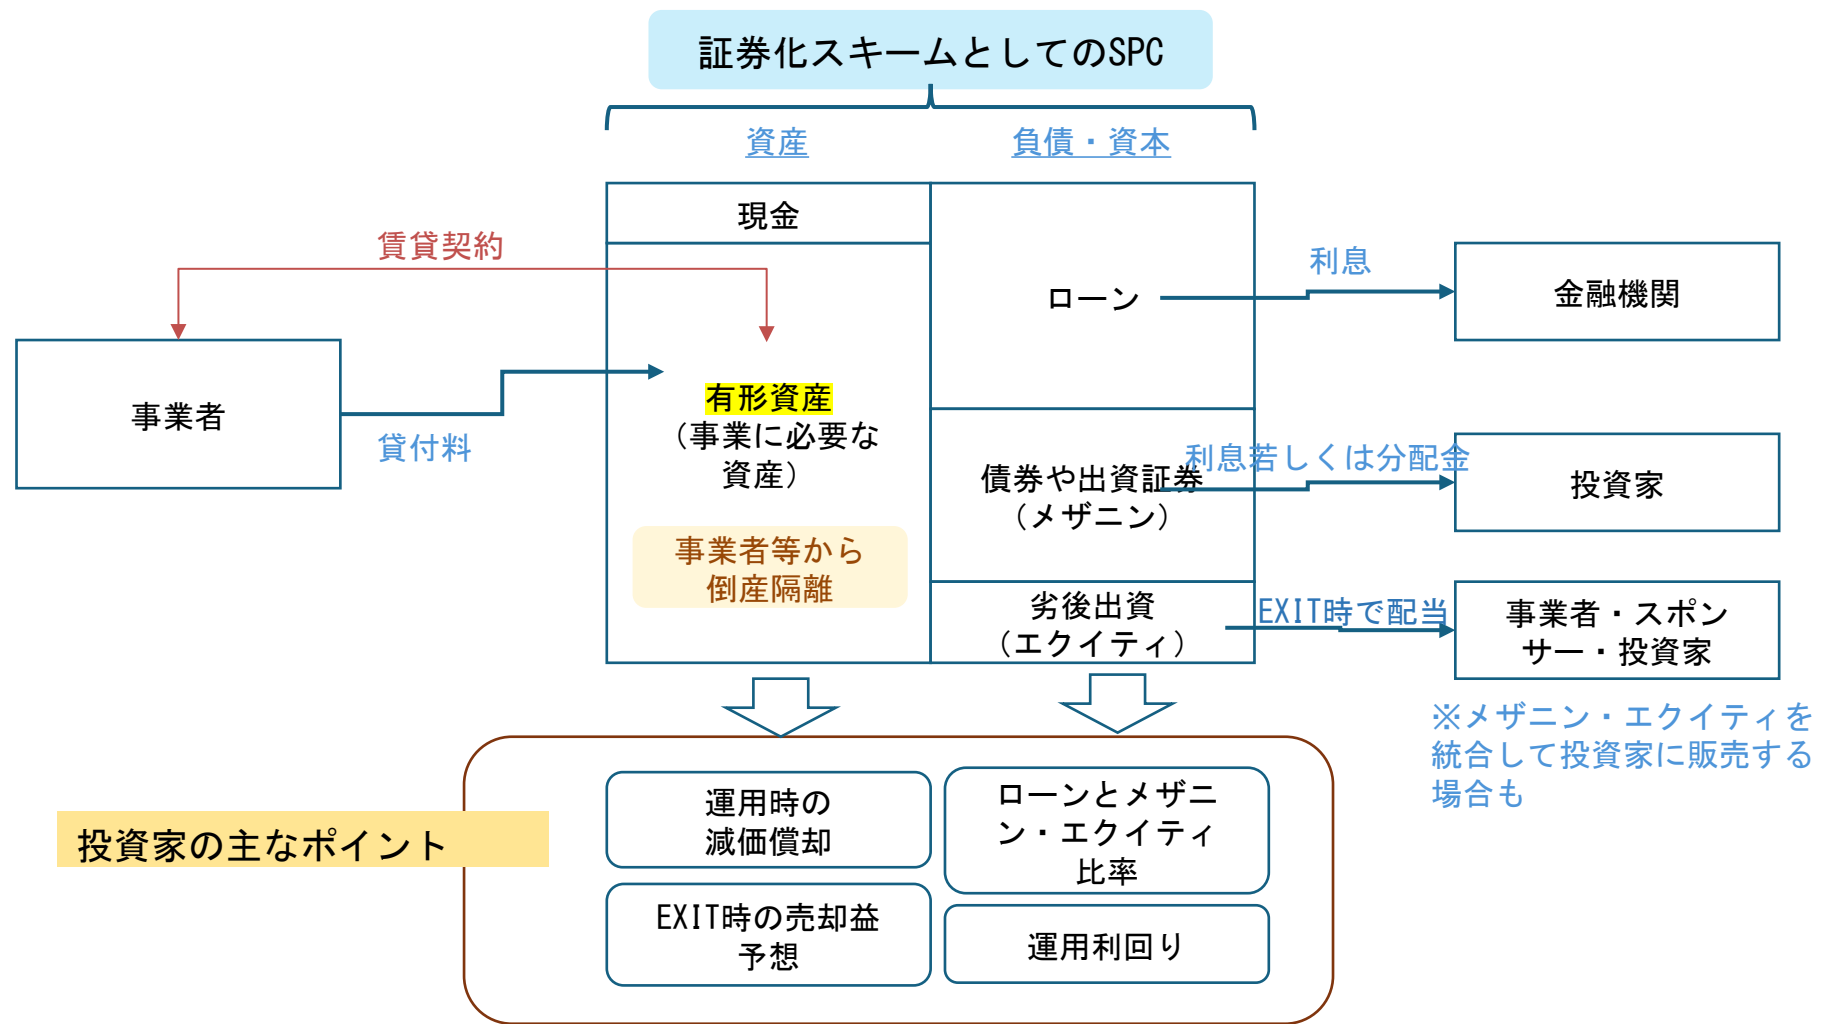 証券化スキームとしてのSPC
資産
負債・資本
現金
賃貸契約
ローン
利息
金融機関
事業者
貸付料
有形資産
（事業に必要な
資産）
事業者等から
倒産隔離
債券や出資証券
（メザニン）
利息若しくは分配金
投資家
劣後出資
（エクイティ）
EXIT時で配当
事業者・スポン
サー・投資家
※メザニン・エクイティを
統合して投資家に販売する
場合も
投資家の主なポイント
運用時の
減価償却
ローンとメザニ
ン・エクイティ
比率
EXIT時の売却益
予想
運用利回り